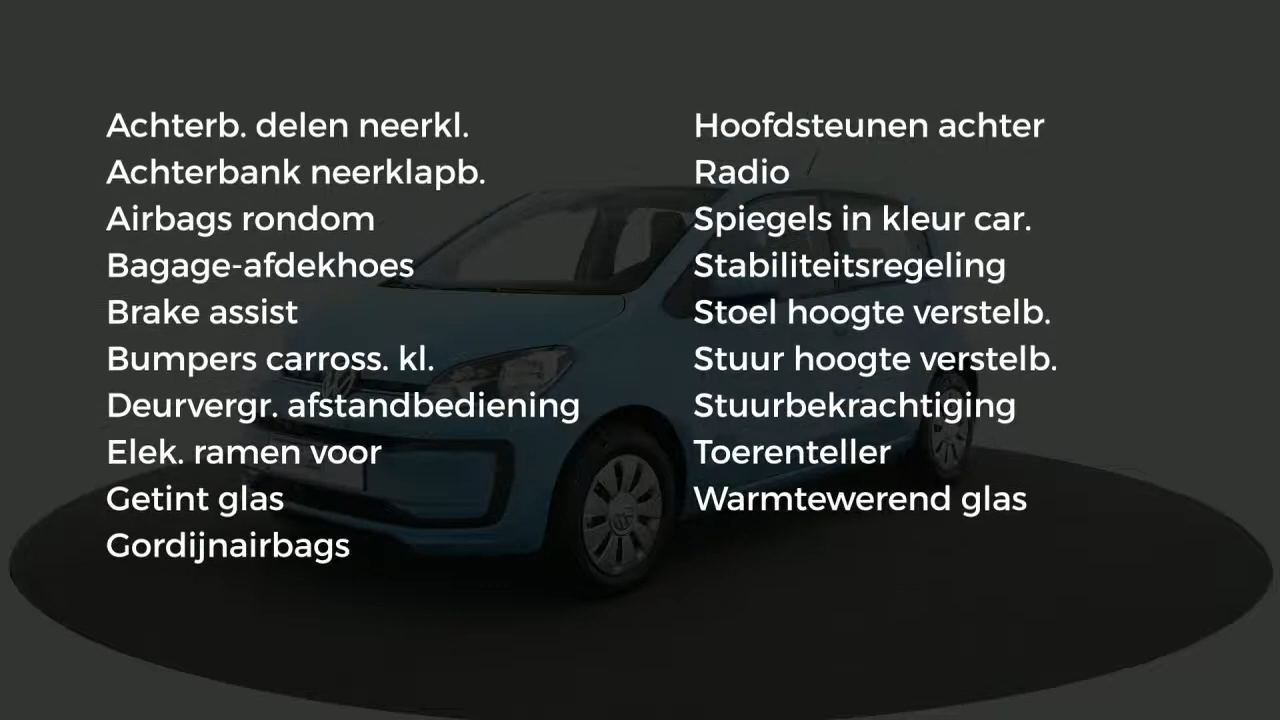 Achterb. delen neerkl.
Achterbank neerklapb.
Airbags rondom
Bagage-afdekhoes
Brake assist
Bumpers carross. kl.
Deurvergr. afstandbediening
Elek. ramen voor
Getint glas
Gordijnairbags
Hoofdsteunen achter
Radio
Spiegels in kleur car.
Stabiliteitsregeling
Stoel hoogte verstelb.
Stuur hoogte verstelb.
Stuurbekrachtiging
Toerenteller
Warmtewerend glas